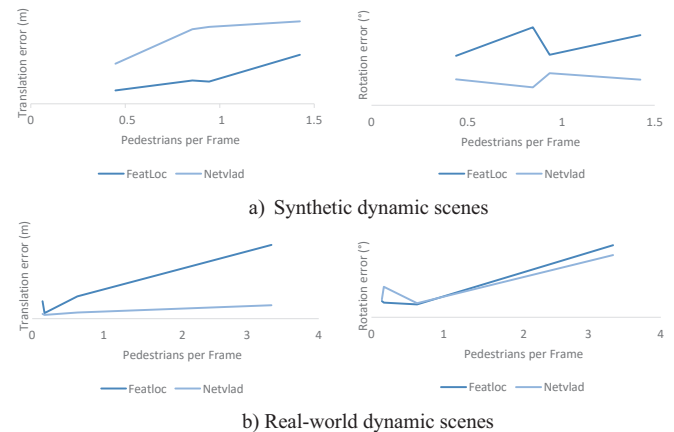 Translation error (m)
0
0.5
1
1.5
Pedestrians per Frame
FeatLoc Netvlad
Rotation error (°)
0
0.5
1
1.5
Pedestrians per Frame
FeatLoc Netvlad
a) Synthetic dynamic scenes
Translation error (m)
0
1
2
3
4
Pedestrians per Frame
Featloc Netvlad
Rotation error (°)
0
1
2
3
4
Pedestrians per Frame
Featloc Netvlad
b) Real-world dynamic scenes